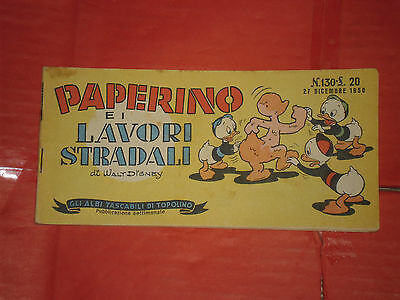 PAPERINO
E I
LAVORI
STRADALI
di WALT DISNEY
N. 130 - L. 20
27 DICEMBRE 1950
GLI ALBI TASCABILI DI TOPOLINO
Pubblicazione settimanale